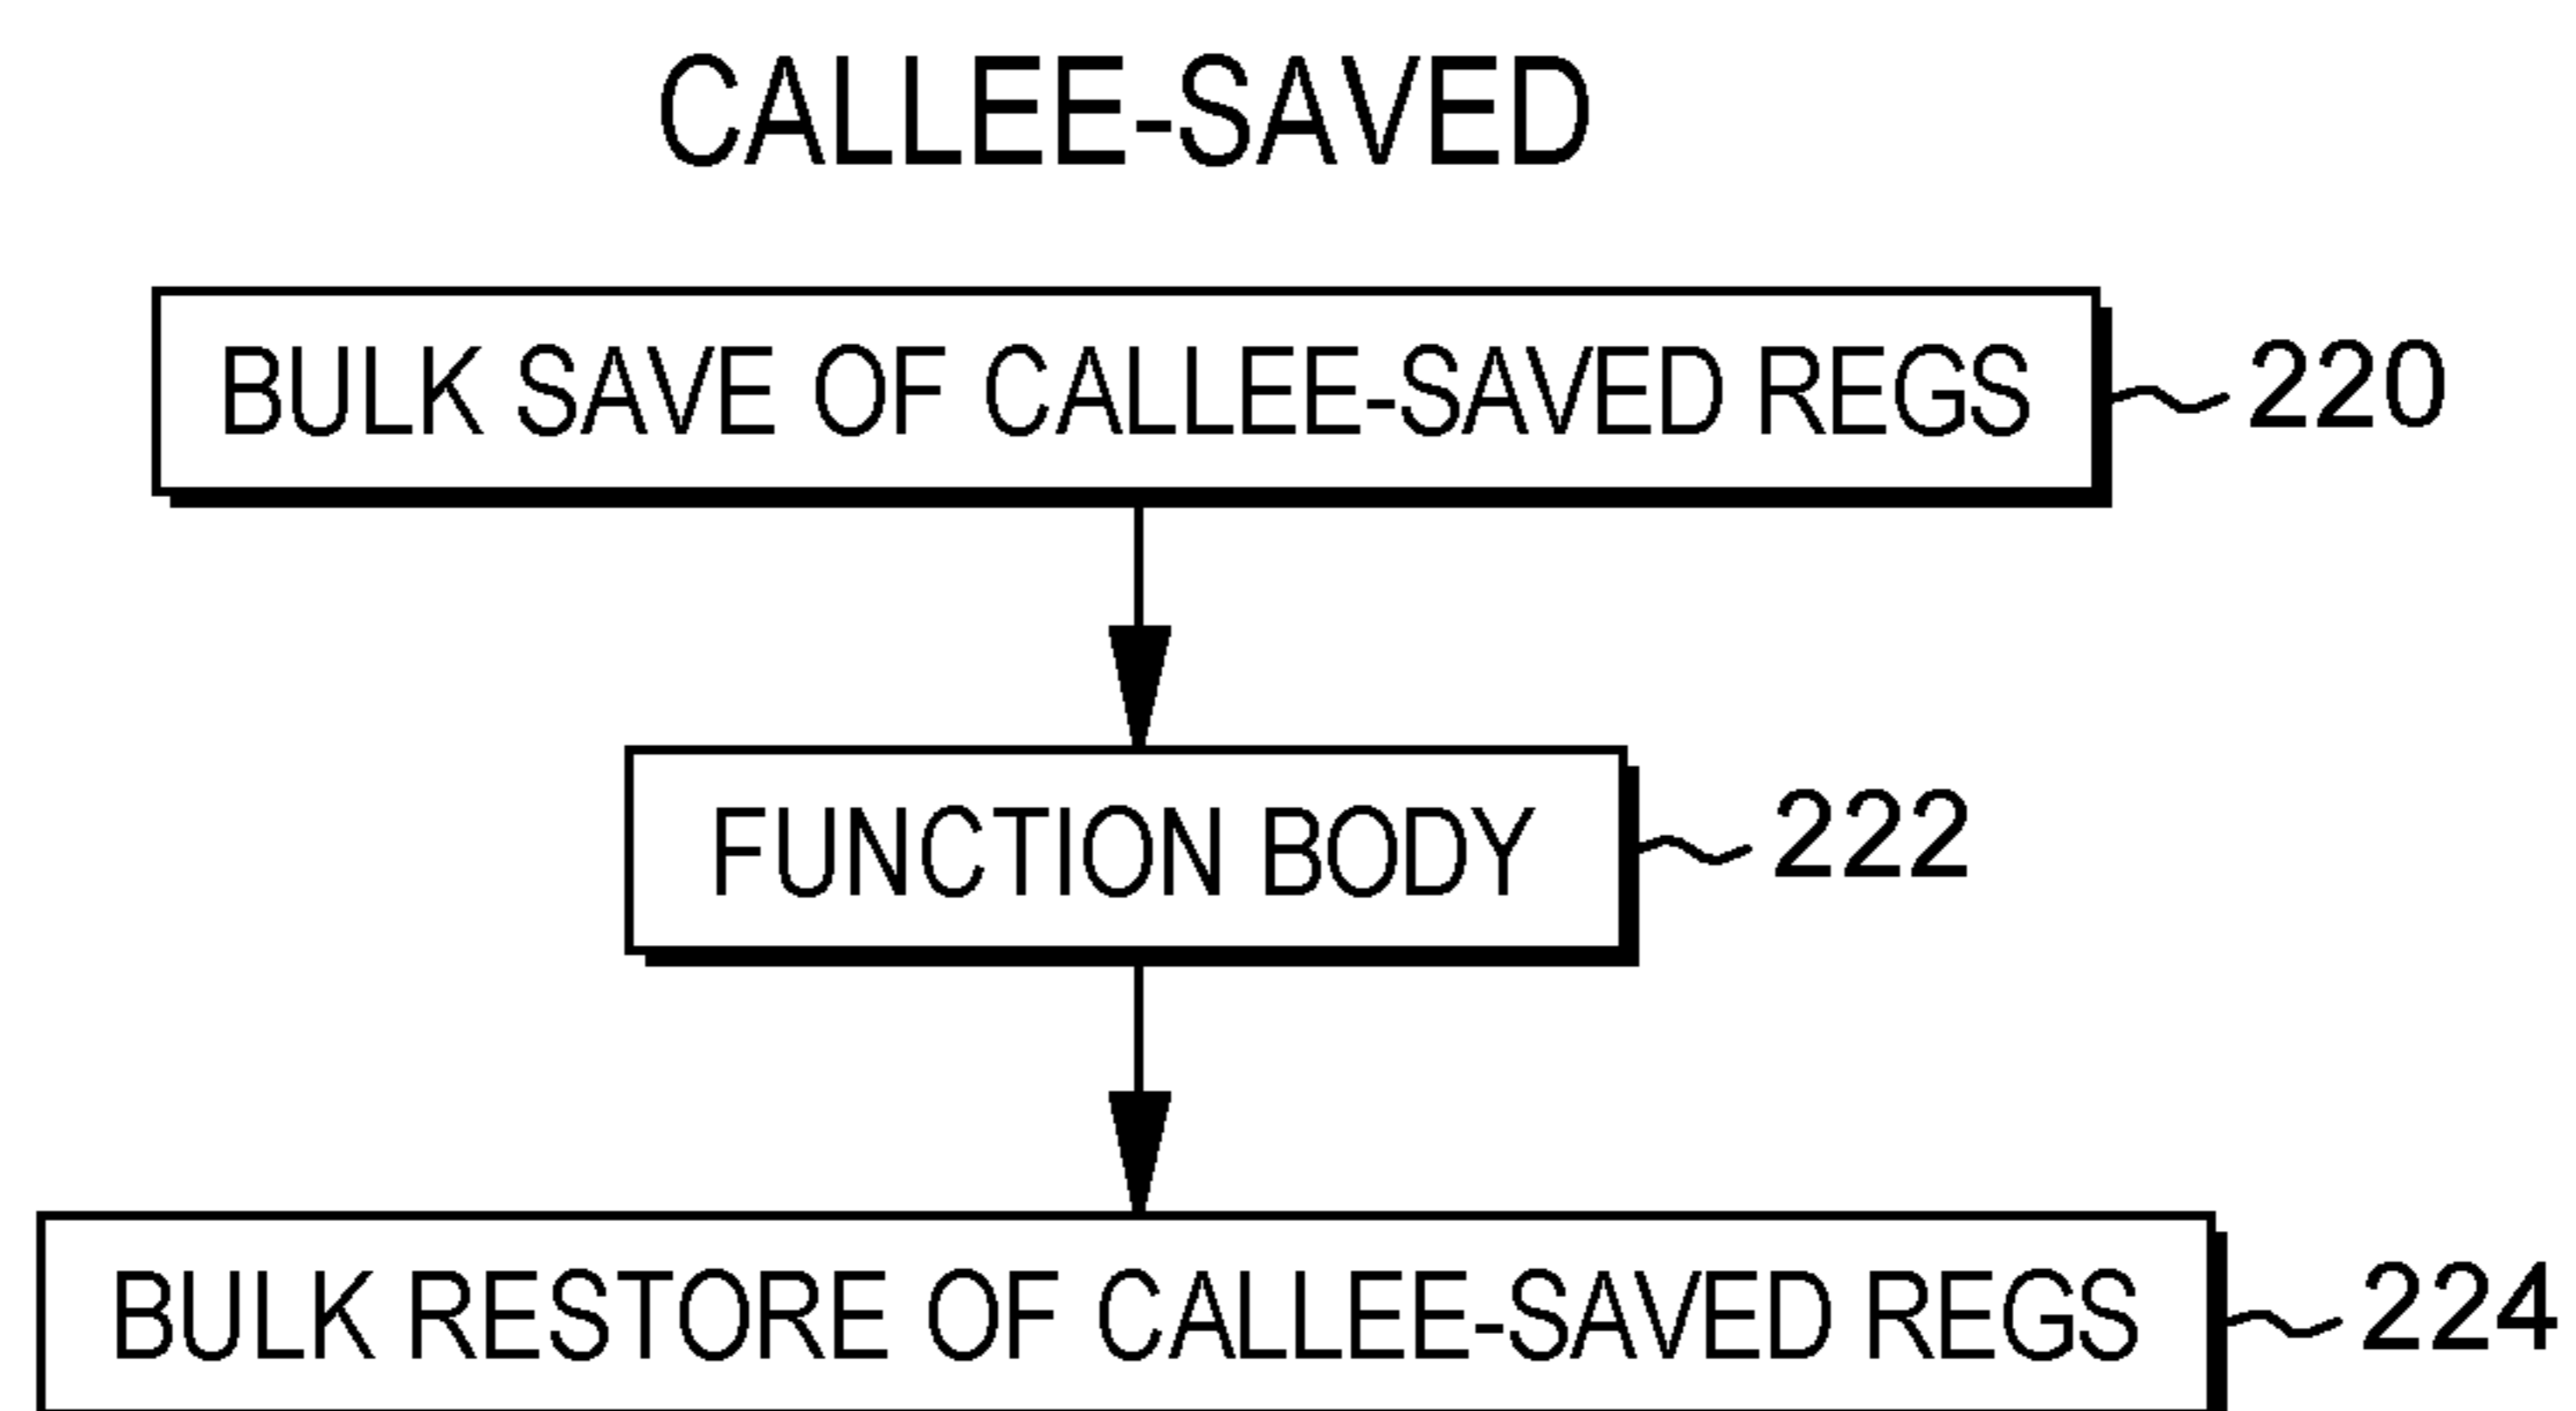 CALLEE-SAVED
BULK SAVE OF CALLEE-SAVED REGS 220
FUNCTION BODY 222
BULK RESTORE OF CALLEE-SAVED REGS 224